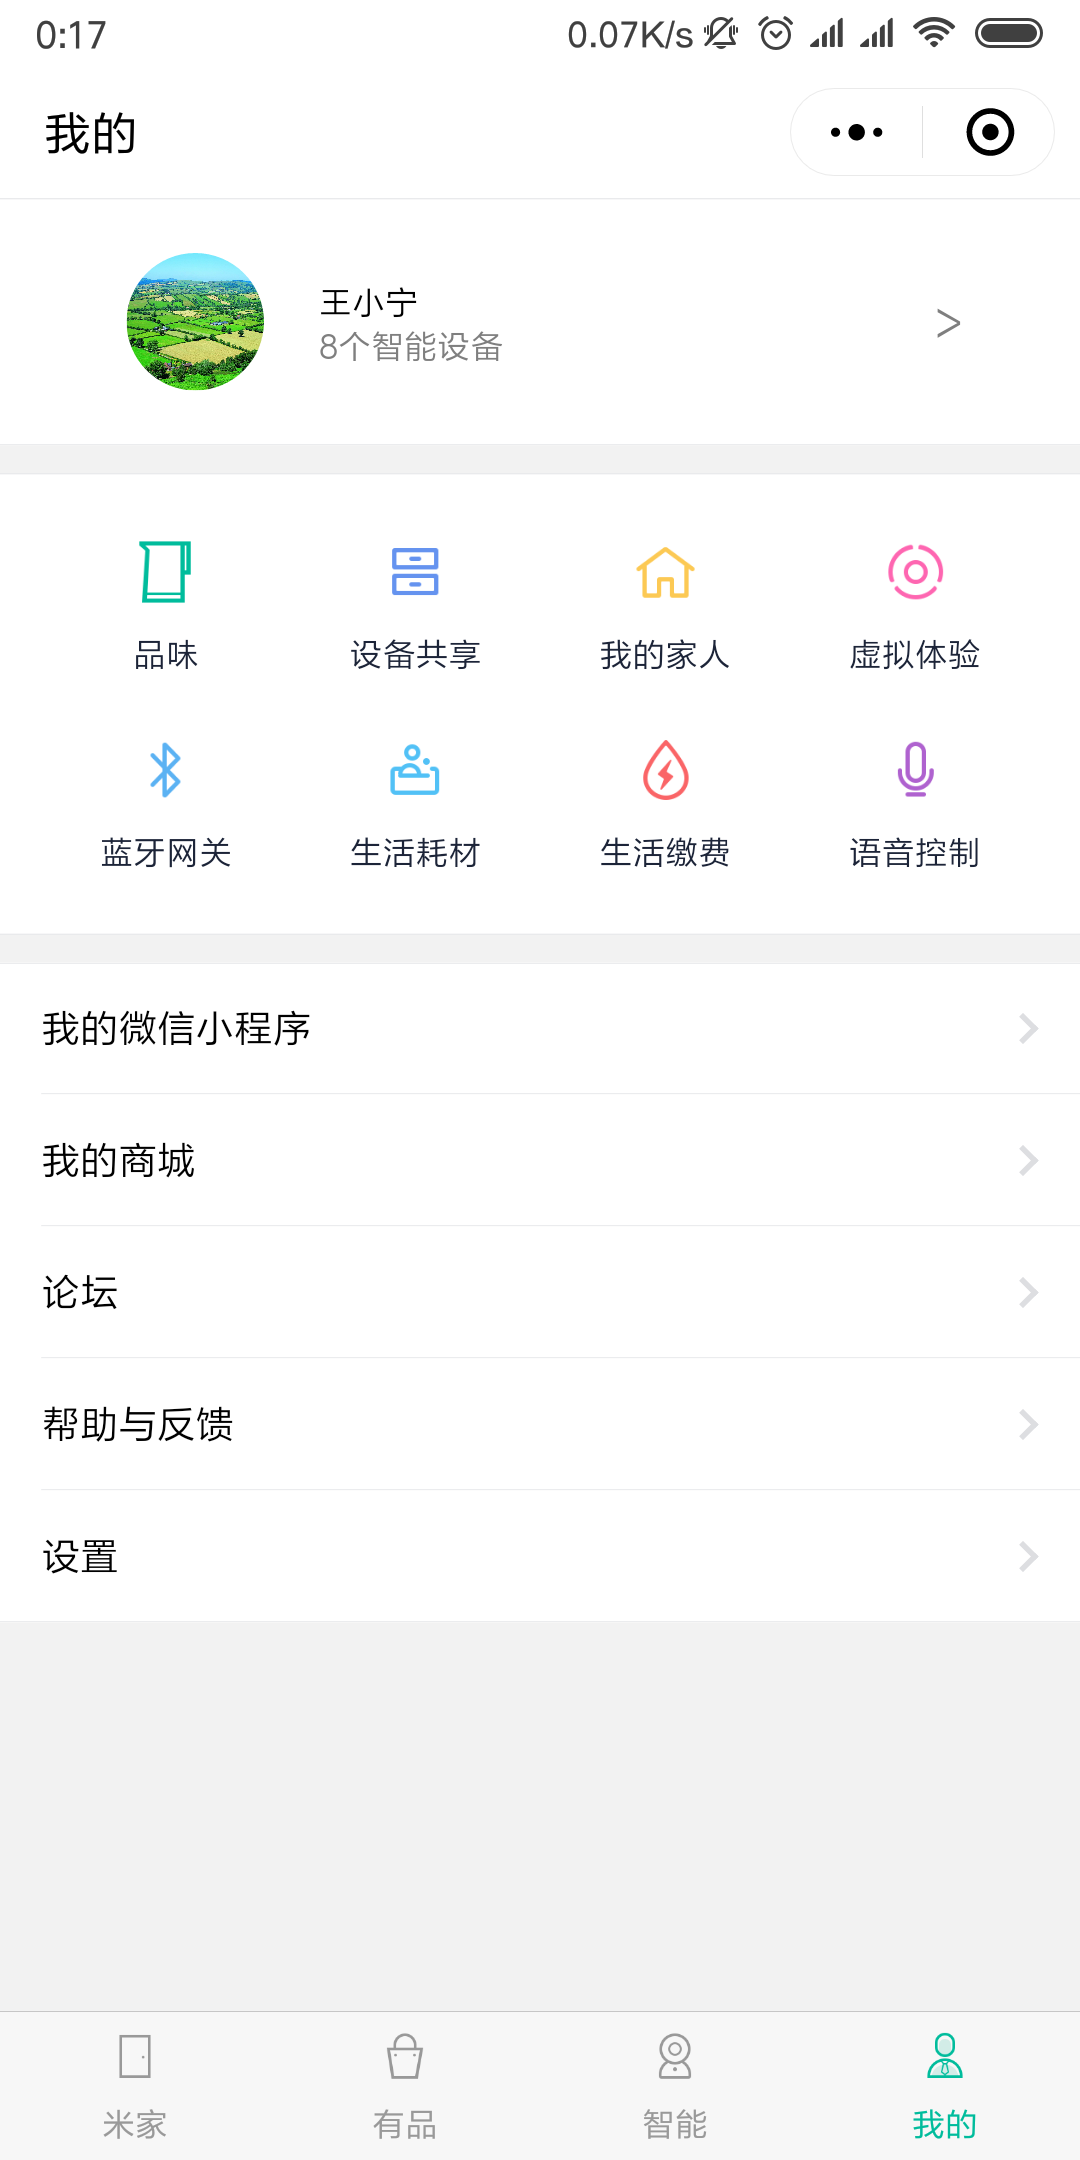 0:17 0.07K/s
我的
王小宁
8个智能设备
>
品味 设备共享 我的家人 虚拟体验
蓝牙网关 生活耗材 生活缴费 语音控制
我的微信小程序
我的商城
论坛
帮助与反馈
设置
米家 有品 智能 我的